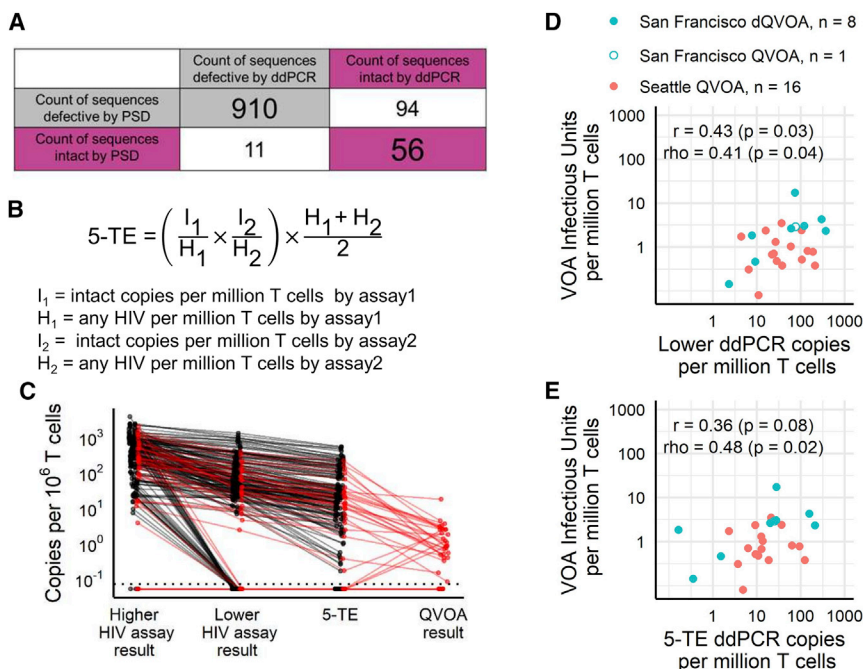 A
Count of sequences
defective by ddPCR
Count of sequences
intact by ddPCR
Count of sequences
defective by PSD
910
94
Count of sequences
intact by PSD
11
56
B
5-TE = ( I₁/H₁ × I₂/H₂ ) × (H₁ + H₂)/2
I₁ = intact copies per million T cells by assay1
H₁ = any HIV per million T cells by assay1
I₂ = intact copies per million T cells by assay2
H₂ = any HIV per million T cells by assay2
C
Copies per 10⁶ T cells
10³
10²
10¹
10⁰
10⁻¹
Higher
HIV assay
result
Lower
HIV assay
result
5-TE
QVOA
result
D
San Francisco dQVOA, n = 8
San Francisco QVOA, n = 1
Seattle QVOA, n = 16
VOA Infectious Units
per million T cells
1000
100
10
1
r = 0.43 (p = 0.03)
rho = 0.41 (p = 0.04)
1 10 100 1000
Lower ddPCR copies
per million T cells
E
VOA Infectious Units
per million T cells
1000
100
10
1
r = 0.36 (p = 0.08)
rho = 0.48 (p = 0.02)
1 10 100 1000
5-TE ddPCR copies
per million T cells